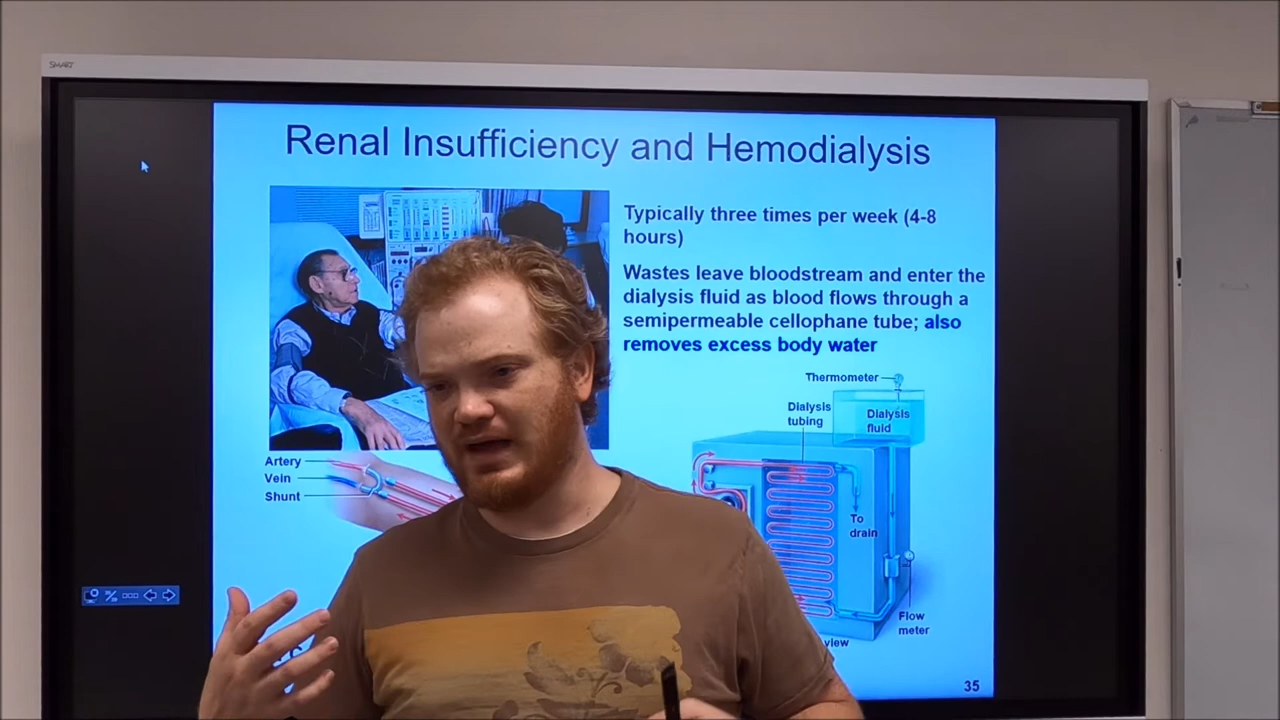 SMART
Renal Insufficiency and Hemodialysis
Typically three times per week (4-8
hours)
Wastes leave bloodstream and enter the
dialysis fluid as blood flows through a
semipermeable cellophane tube; also
removes excess body water
Thermometer
Dialysis
tubing
Dialysis
fluid
Artery
Vein
Shunt
To
drain
Flow
meter
view
35